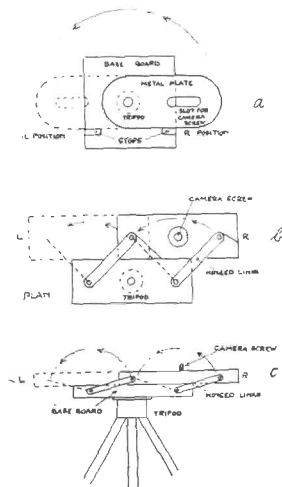 BASE BOARD
METAL PLATE
TRIPOD
SLOT FOR
CAMERA
SCREW
a
L POSITION
STOPS
R POSITION
CAMERA SCREW
L
R
b
HINGED LINKS
PLAN
TRIPOD
CAMERA SCREW
L
R
C
BASE BOARD
HINGED LINKS
TRIPOD